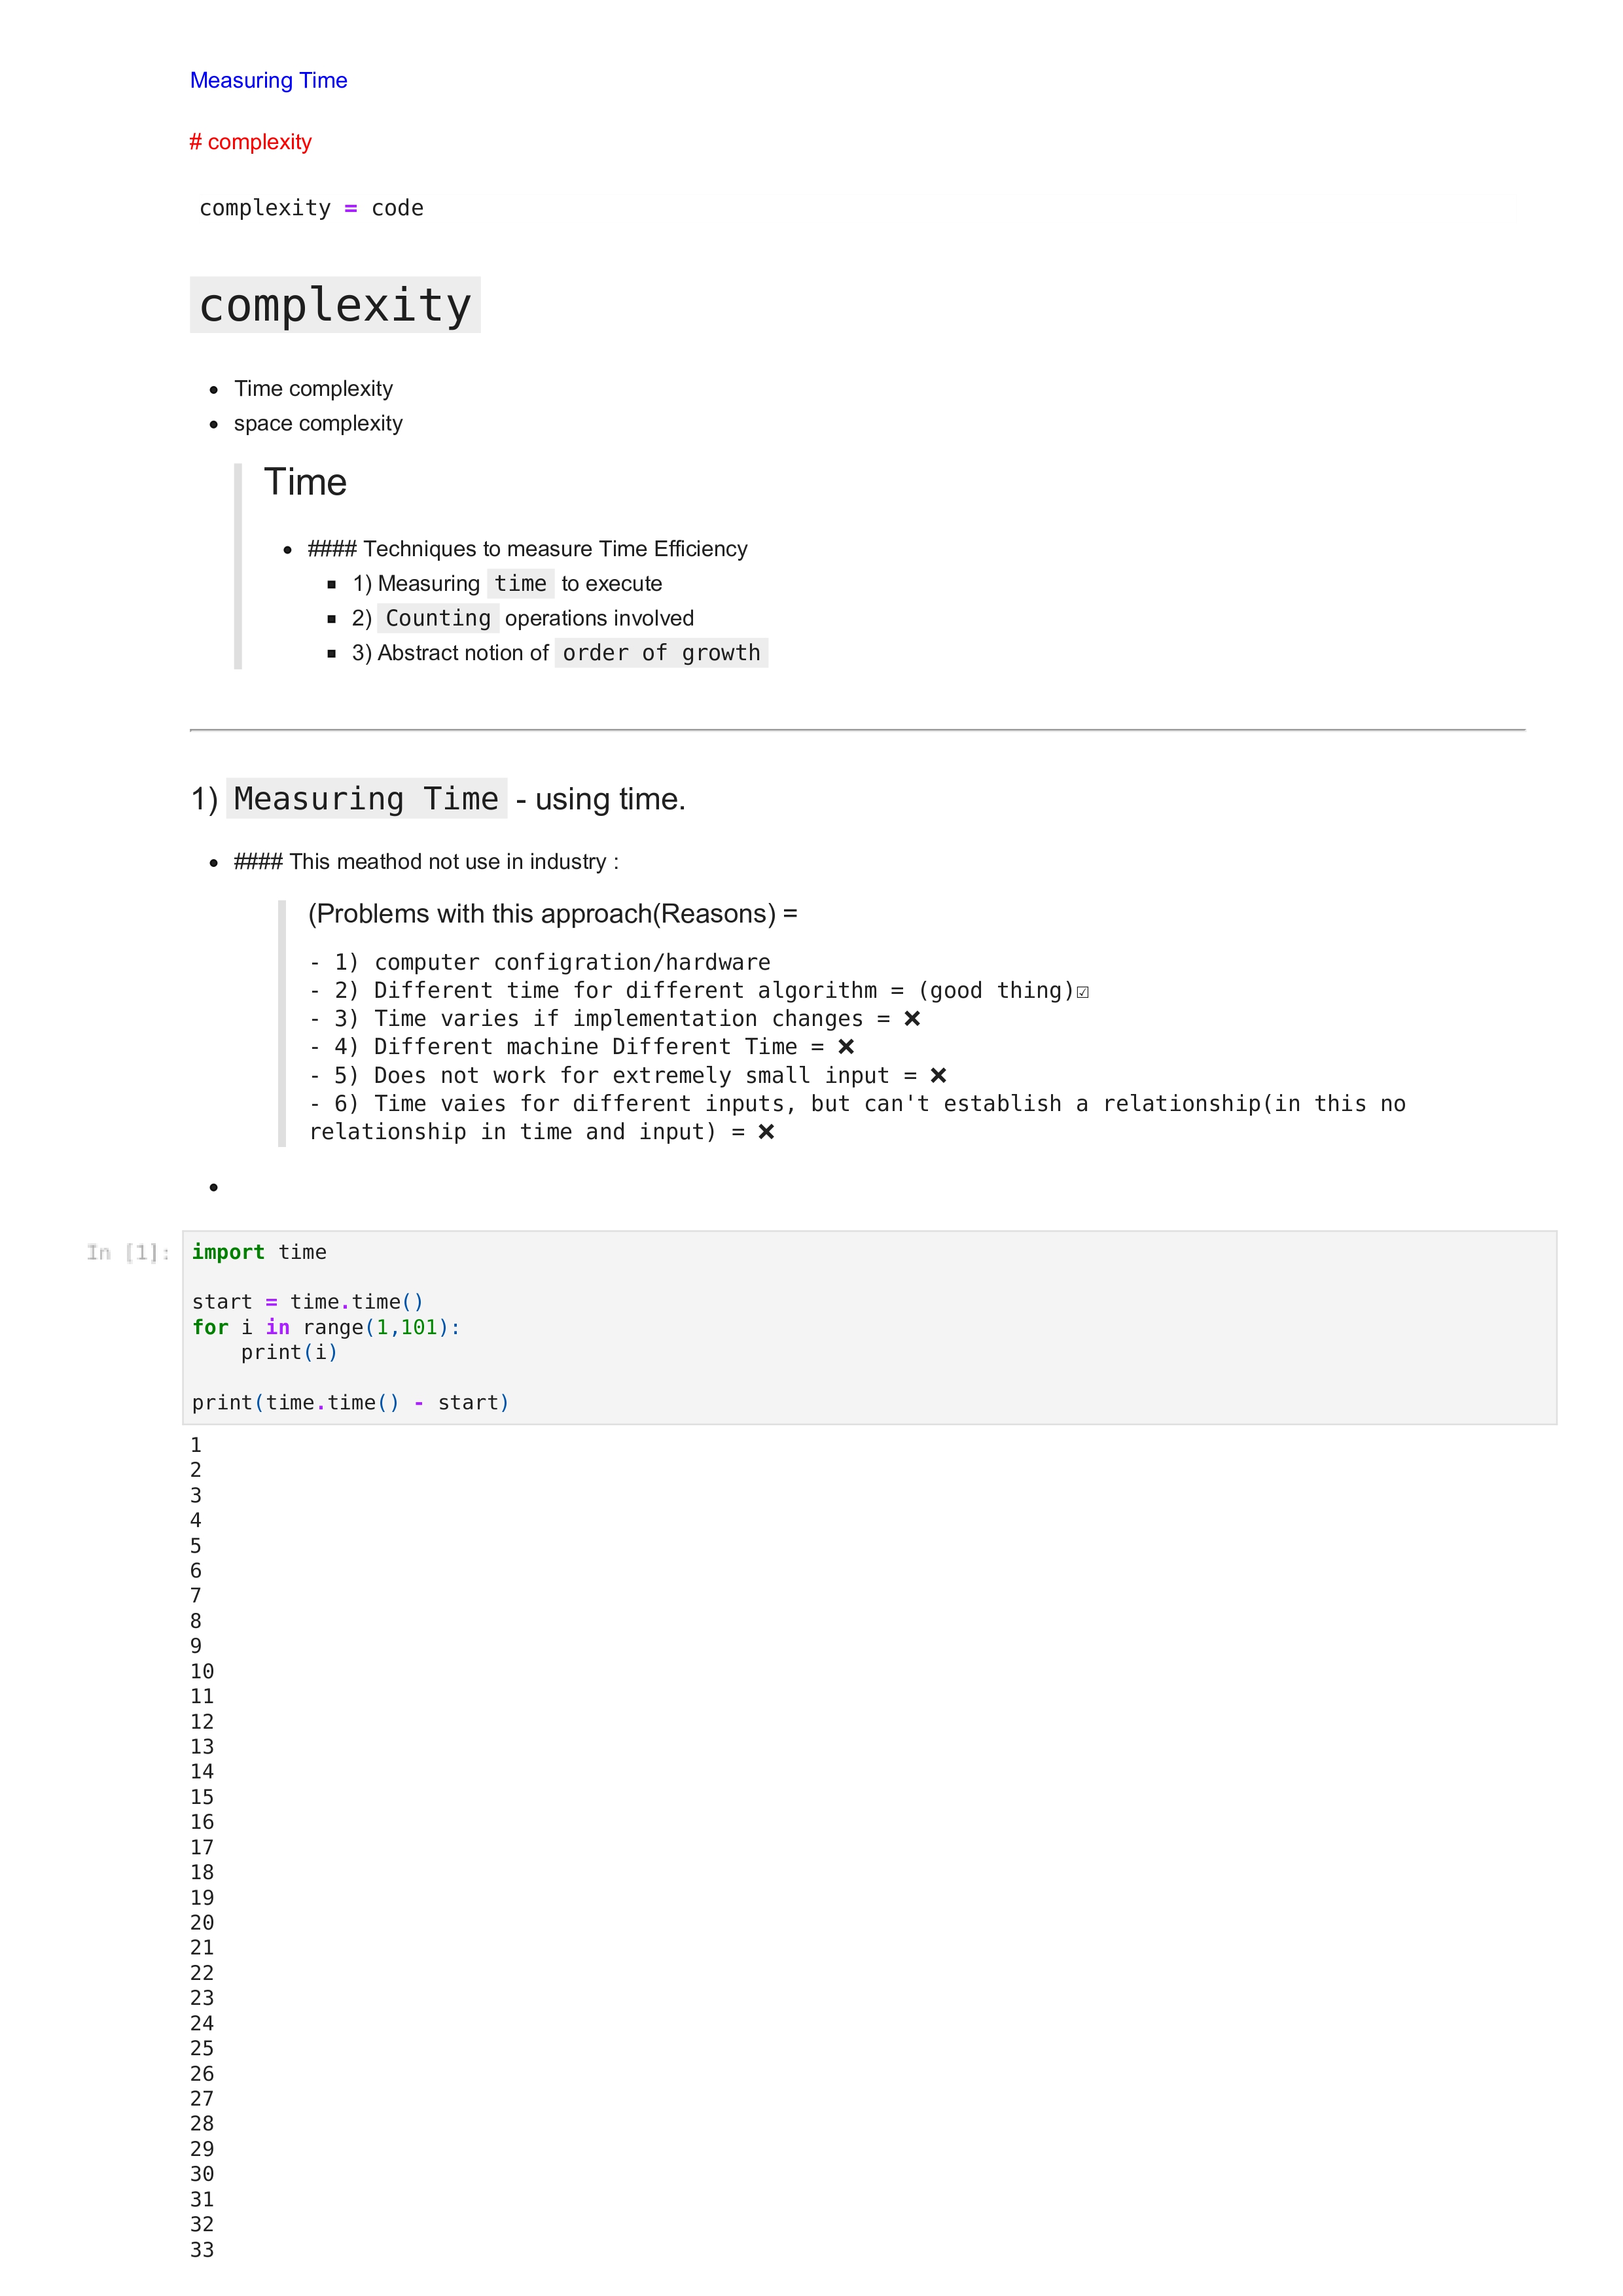 Measuring Time
# complexity
complexity = code
complexity
• Time complexity
• space complexity
Time
• #### Techniques to measure Time Efficiency
▪ 1) Measuring time to execute
▪ 2) Counting operations involved
▪ 3) Abstract notion of order of growth
1) Measuring Time - using time.
• #### This meathod not use in industry :
(Problems with this approach(Reasons) =
- 1) computer configration/hardware
- 2) Different time for different algorithm = (good thing)☑
- 3) Time varies if implementation changes = ❌
- 4) Different machine Different Time = ❌
- 5) Does not work for extremely small input = ❌
- 6) Time vaies for different inputs, but can't establish a relationship(in this no
relationship in time and input) = ❌
•
In [1]:
import time
start = time.time()
for i in range(1,101):
    print(i)
print(time.time() - start)
1
2
3
4
5
6
7
8
9
10
11
12
13
14
15
16
17
18
19
20
21
22
23
24
25
26
27
28
29
30
31
32
33